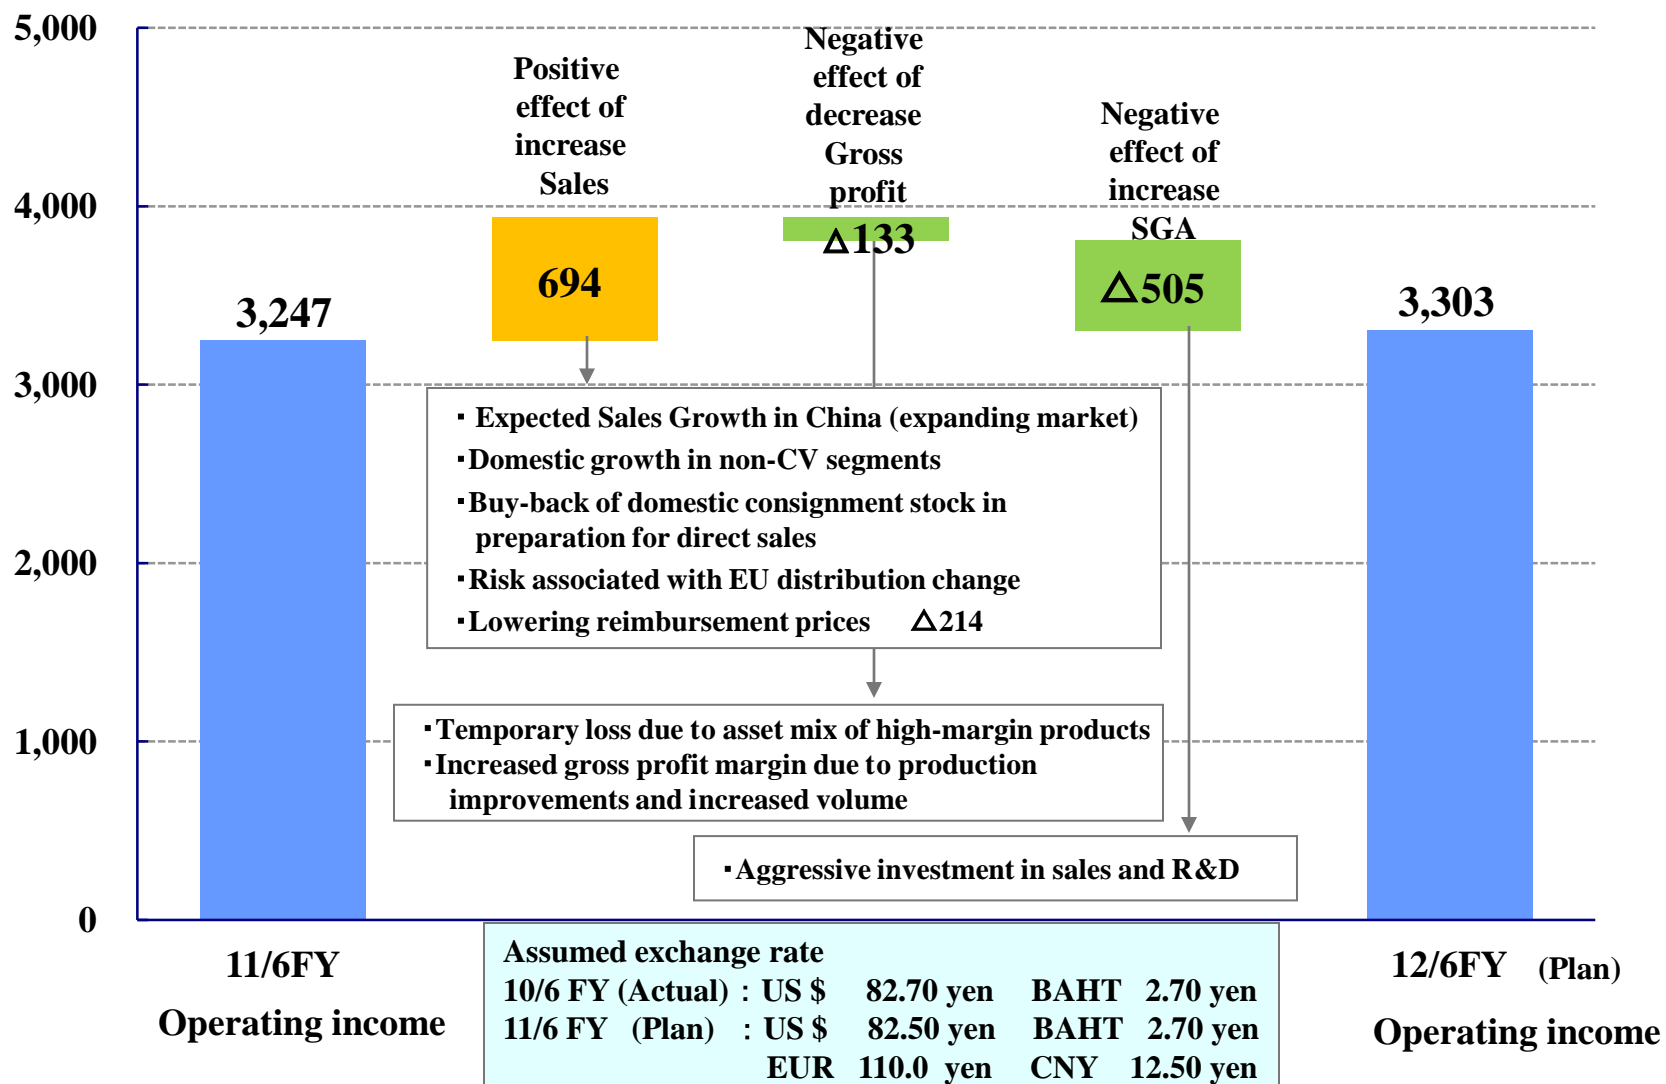 5,000
4,000
3,000
2,000
1,000
0
3,247
Positive
effect of
increase
Sales
694
Negative
effect of
decrease
Gross
profit
△133
Negative
effect of
increase
SGA
△505
3,303
・Expected Sales Growth in China (expanding market)
・Domestic growth in non-CV segments
・Buy-back of domestic consignment stock in
preparation for direct sales
・Risk associated with EU distribution change
・Lowering reimbursement prices △214
・Temporary loss due to asset mix of high-margin products
・Increased gross profit margin due to production
improvements and increased volume
・Aggressive investment in sales and R&D
11/6FY
Operating income
Assumed exchange rate
10/6 FY (Actual) : US $ 82.70 yen BAHT 2.70 yen
11/6 FY (Plan) : US $ 82.50 yen BAHT 2.70 yen
EUR 110.0 yen CNY 12.50 yen
12/6FY (Plan)
Operating income